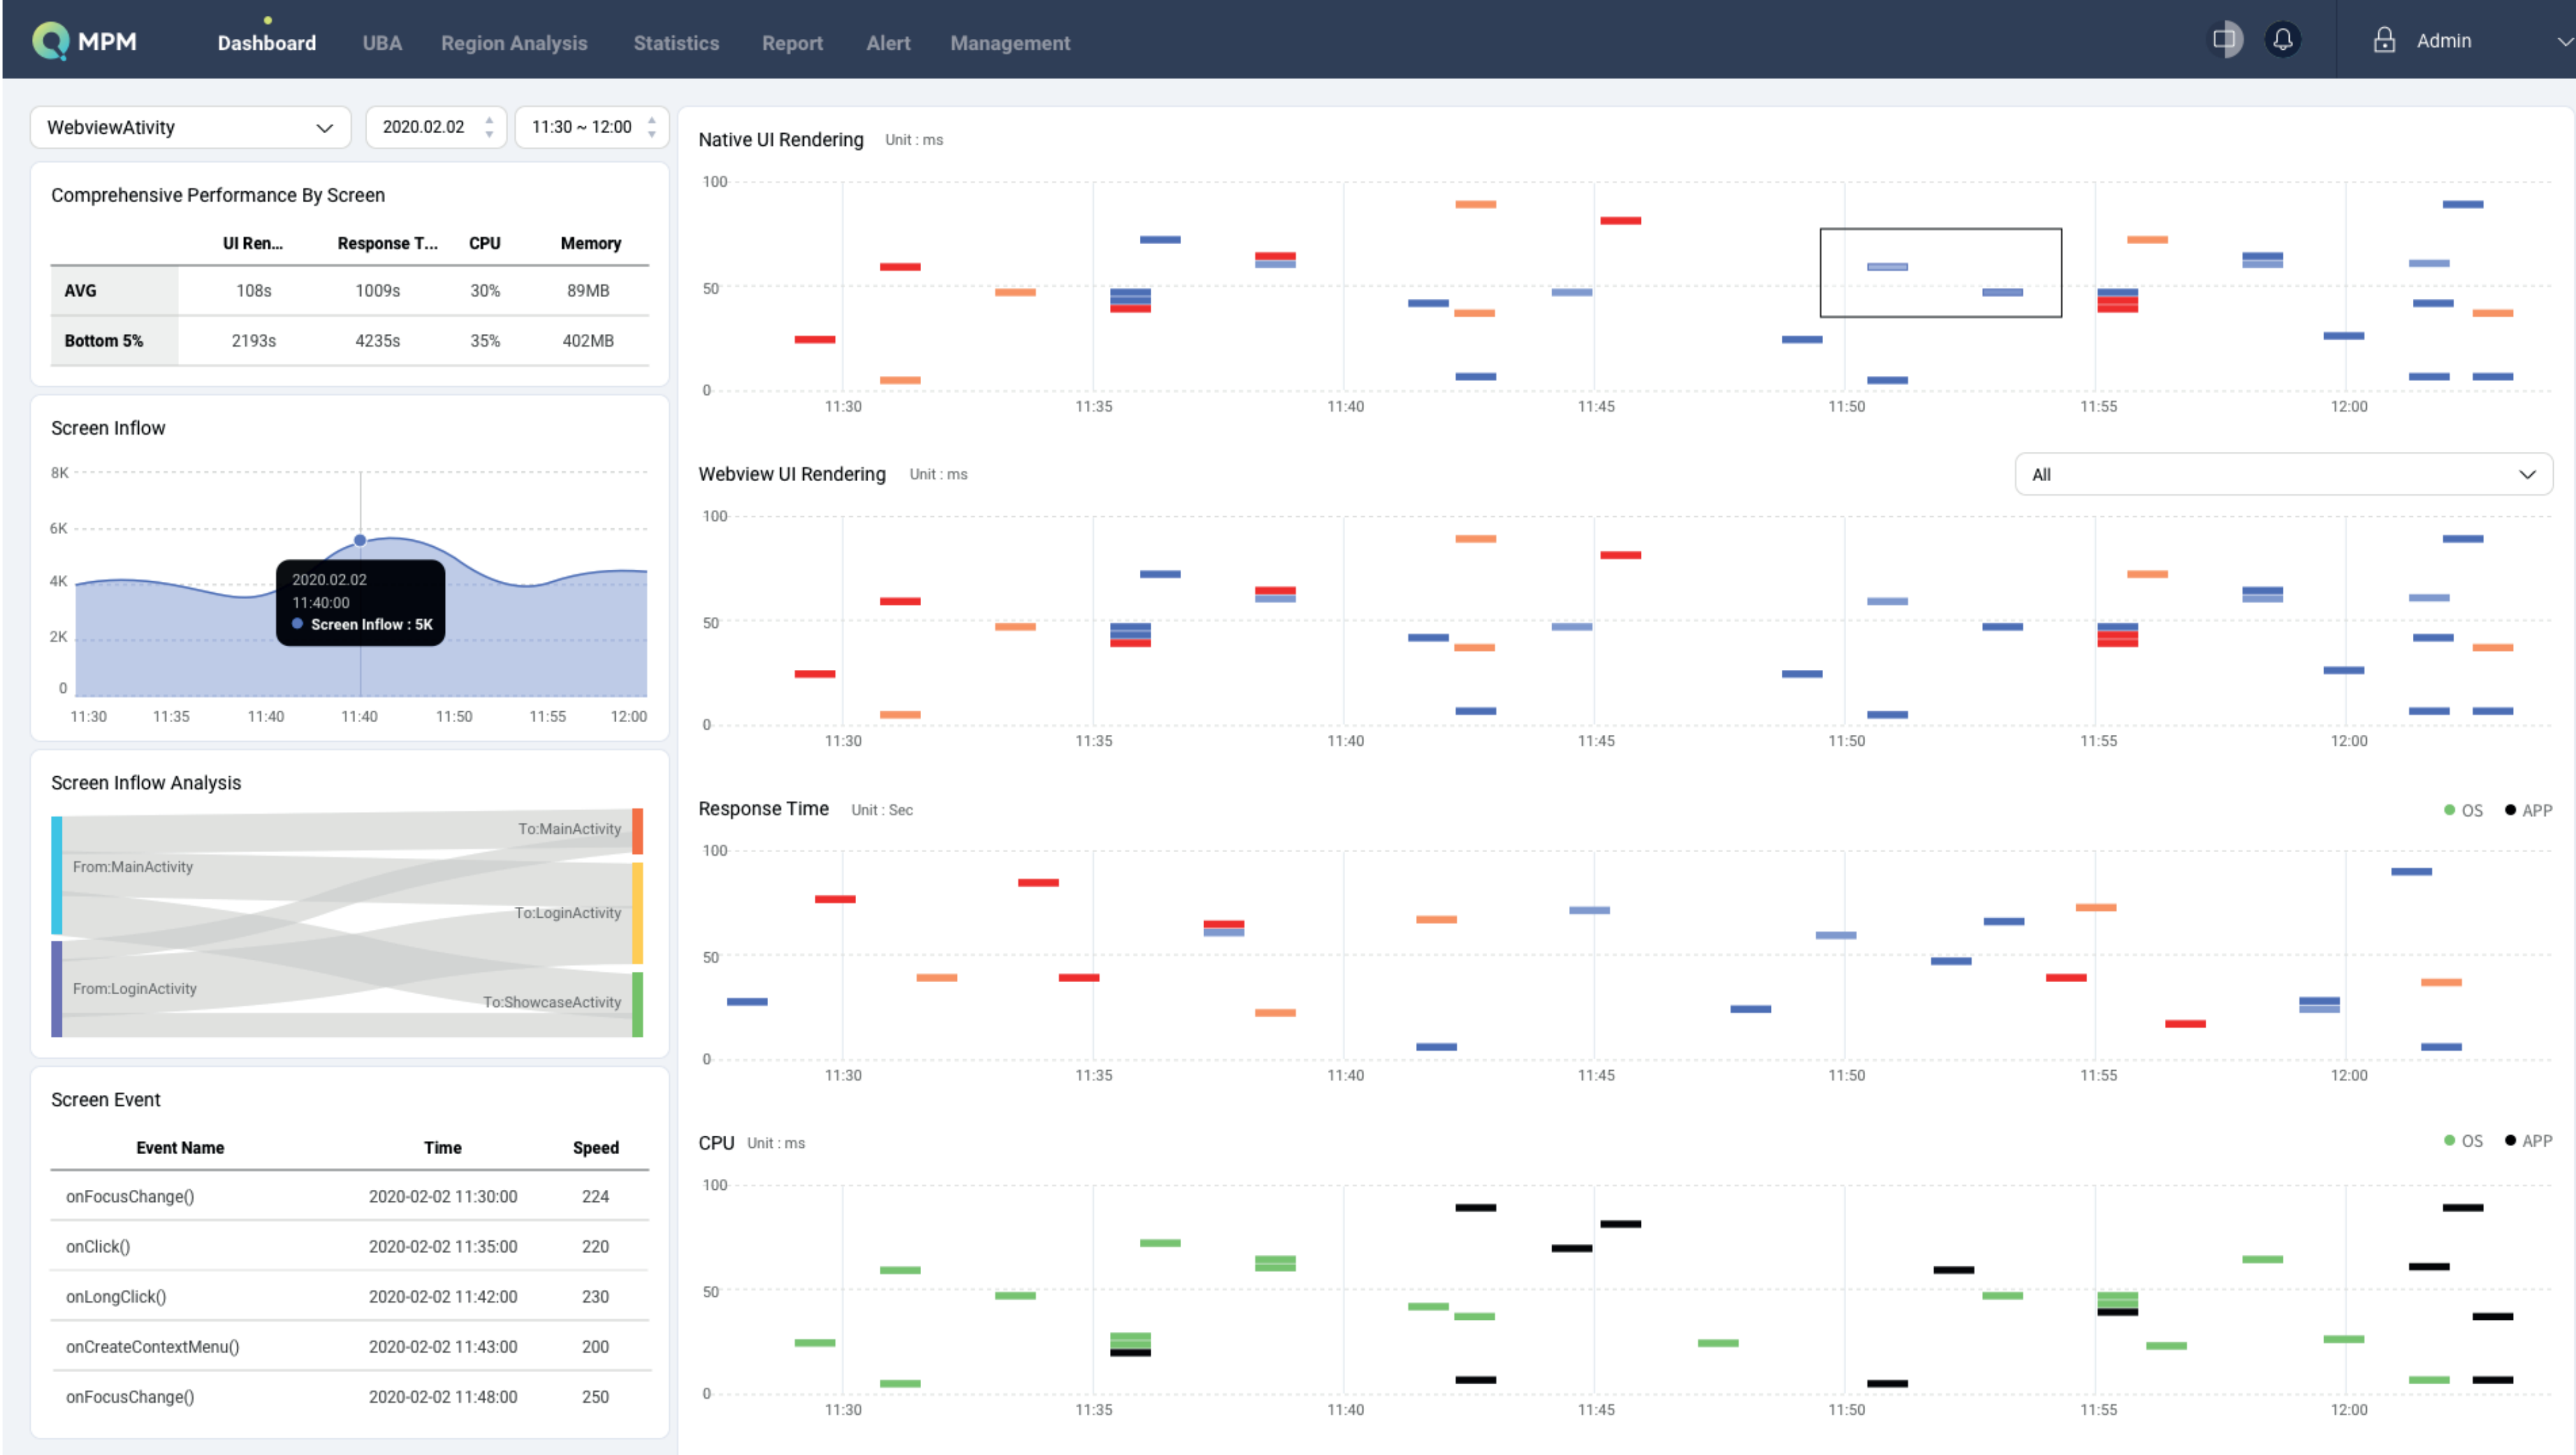 MPM Dashboard UBA Region Analysis Statistics Report Alert Management Admin
WebviewAtivity 2020.02.02 11:30 ~ 12:00
Comprehensive Performance By Screen
UI Ren... Response T... CPU Memory
AVG 108s 1009s 30% 89MB
Bottom 5% 2193s 4235s 35% 402MB
Screen Inflow
8K
6K
4K
2K
0
2020.02.02
11:40:00
Screen Inflow : 5K
11:30 11:35 11:40 11:40 11:50 11:55 12:00
Screen Inflow Analysis
To:MainActivity
From:MainActivity
To:LoginActivity
From:LoginActivity
To:ShowcaseActivity
Screen Event
Event Name Time Speed
onFocusChange() 2020-02-02 11:30:00 224
onClick() 2020-02-02 11:35:00 220
onLongClick() 2020-02-02 11:42:00 230
onCreateContextMenu() 2020-02-02 11:43:00 200
onFocusChange() 2020-02-02 11:48:00 250
Native UI Rendering Unit : ms
100
50
0
11:30 11:35 11:40 11:45 11:50 11:55 12:00
Webview UI Rendering Unit : ms All
100
50
0
11:30 11:35 11:40 11:45 11:50 11:55 12:00
Response Time Unit : Sec OS APP
100
50
0
11:30 11:35 11:40 11:45 11:50 11:55 12:00
CPU Unit : ms OS APP
100
50
0
11:30 11:35 11:40 11:45 11:50 11:55 12:00